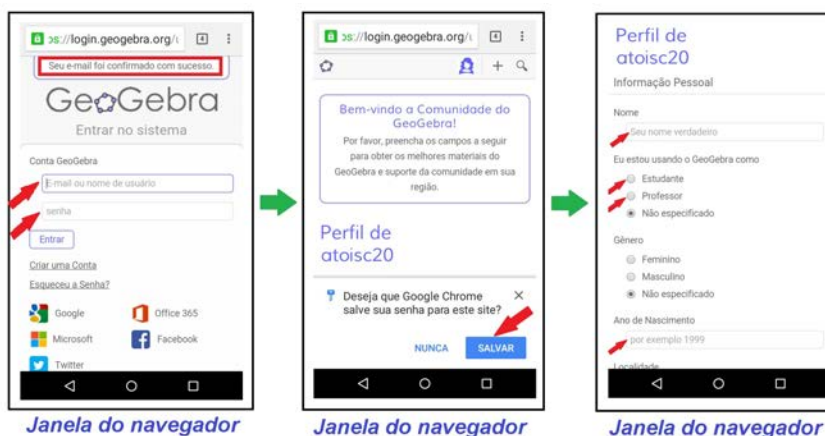 os://login.geogebra.org/
4
Seu e-mail foi confirmado com sucesso.
GeoGebra
Entrar no sistema
Conta GeoGebra
E-mail ou nome de usuário
senha
Entrar
Criar uma Conta
Esqueceu a Senha?
Google
Office 365
Microsoft
Facebook
Twitter
Janela do navegador
os://login.geogebra.org/
4
Bem-vindo a Comunidade do
GeoGebra!
Por favor, preencha os campos a seguir
para obter os melhores materiais do
GeoGebra e suporte da comunidade em sua
região.
Perfil de
atoisc20
Deseja que Google Chrome
salve sua senha para este site?
NUNCA
SALVAR
Janela do navegador
Perfil de
atoisc20
Informação Pessoal
Nome
Seu nome verdadeiro
Eu estou usando o GeoGebra como
Estudante
Professor
Não especificado
Gênero
Feminino
Masculino
Não especificado
Ano de Nascimento
por exemplo 1999
Localidade
Janela do navegador